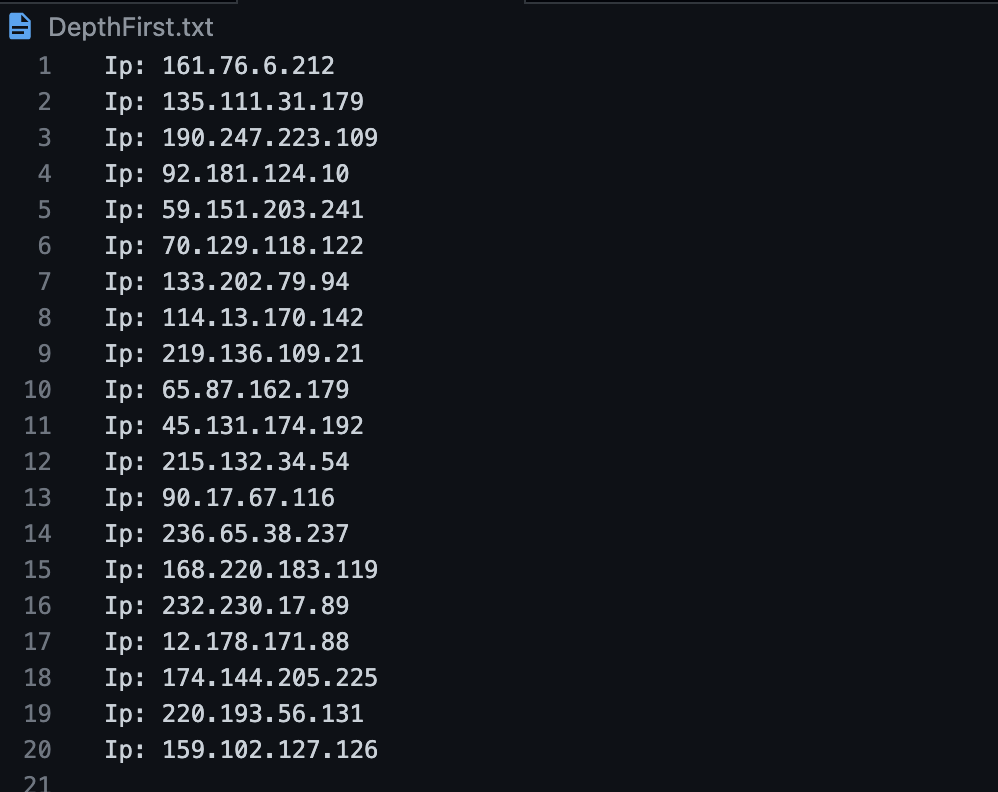 DepthFirst.txt
1 Ip: 161.76.6.212
2 Ip: 135.111.31.179
3 Ip: 190.247.223.109
4 Ip: 92.181.124.10
5 Ip: 59.151.203.241
6 Ip: 70.129.118.122
7 Ip: 133.202.79.94
8 Ip: 114.13.170.142
9 Ip: 219.136.109.21
10 Ip: 65.87.162.179
11 Ip: 45.131.174.192
12 Ip: 215.132.34.54
13 Ip: 90.17.67.116
14 Ip: 236.65.38.237
15 Ip: 168.220.183.119
16 Ip: 232.230.17.89
17 Ip: 12.178.171.88
18 Ip: 174.144.205.225
19 Ip: 220.193.56.131
20 Ip: 159.102.127.126
21